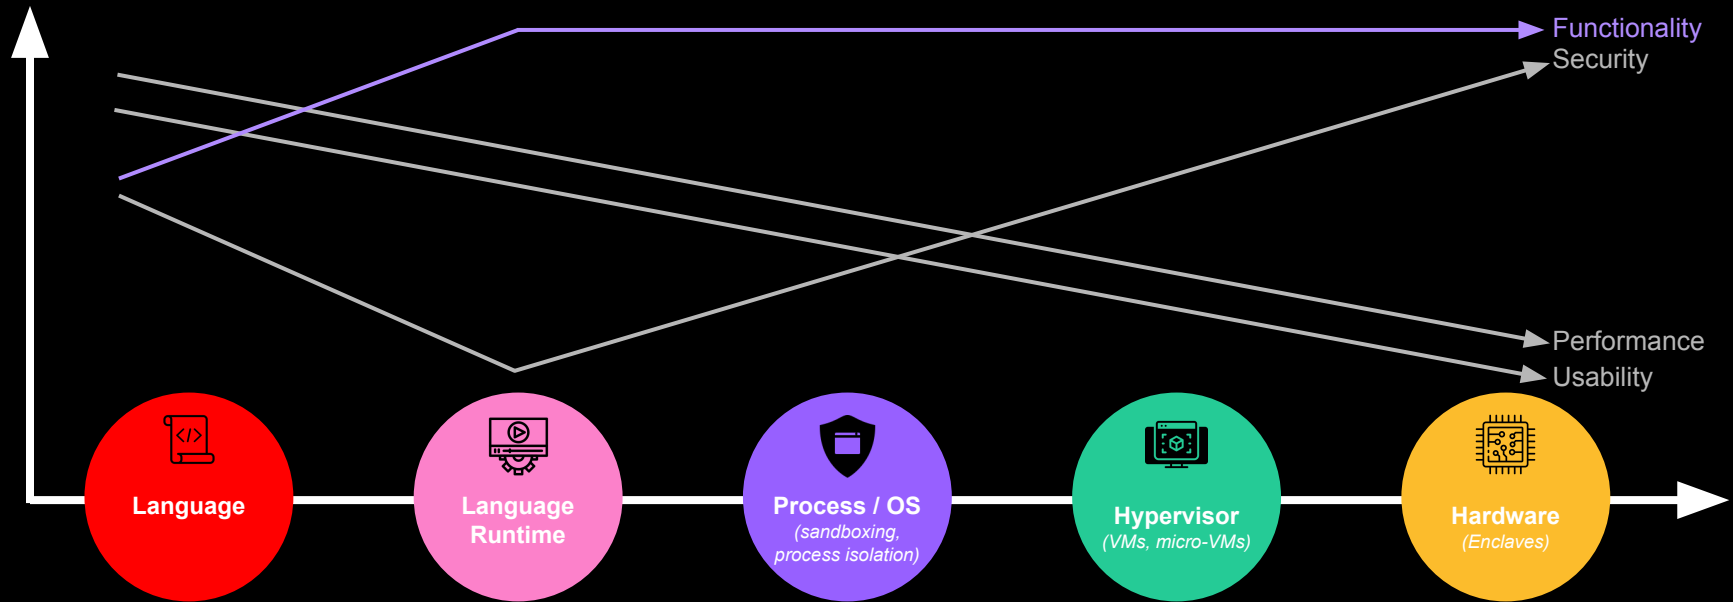 Functionality
Security
Performance
Usability
</>
Language
Language
Runtime
Process / OS
(sandboxing,
process isolation)
Hypervisor
(VMs, micro-VMs)
Hardware
(Enclaves)